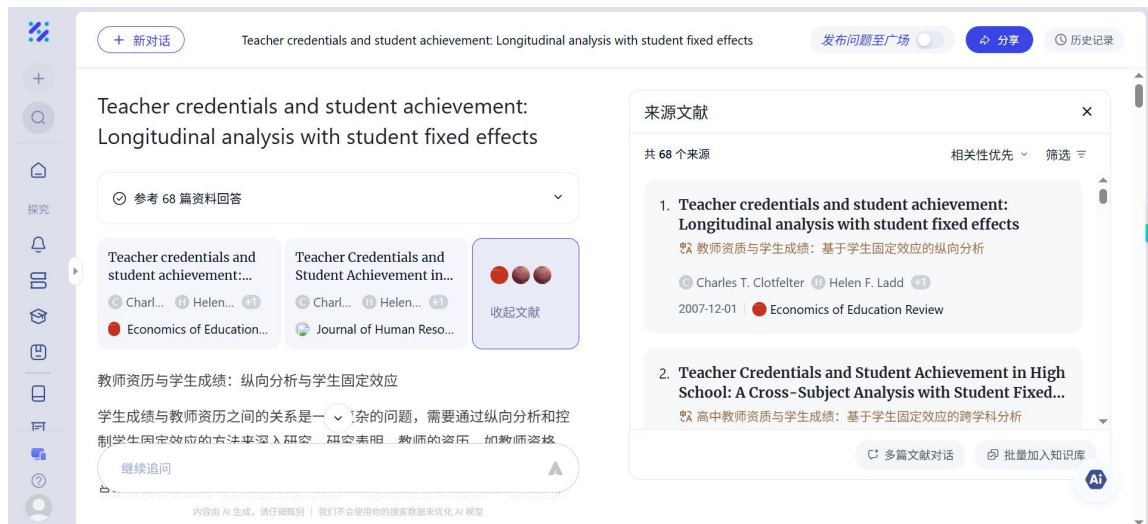 + 新对话
Teacher credentials and student achievement: Longitudinal analysis with student fixed effects
发布问题至广场
分享
历史记录
探究
Teacher credentials and student achievement:
Longitudinal analysis with student fixed effects
参考 68 篇资料回答
Teacher credentials and
student achievement:...
C Charl... H Helen... +1
Economics of Education...
Teacher Credentials and
Student Achievement in...
C Charl... H Helen... +1
Journal of Human Reso...
收起文献
教师资历与学生成绩：纵向分析与学生固定效应
学生成绩与教师资历之间的关系是一 杂的问题，需要通过纵向分析和控
制学生固定效应的方法来深入研究。研究表明，教师的资历，如教师资格
继续追问
内容由 AI 生成，请仔细甄别 | 我们不会使用你的搜索数据来优化 AI 模型
来源文献
共 68 个来源
相关性优先
筛选
1. Teacher credentials and student achievement:
Longitudinal analysis with student fixed effects
教师资质与学生成绩：基于学生固定效应的纵向分析
C Charles T. Clotfelter H Helen F. Ladd +1
2007-12-01 | Economics of Education Review
2. Teacher Credentials and Student Achievement in High
School: A Cross-Subject Analysis with Student Fixed...
高中教师资质与学生成绩：基于学生固定效应的跨学科分析
多篇文献对话
批量加入知识库
Ai